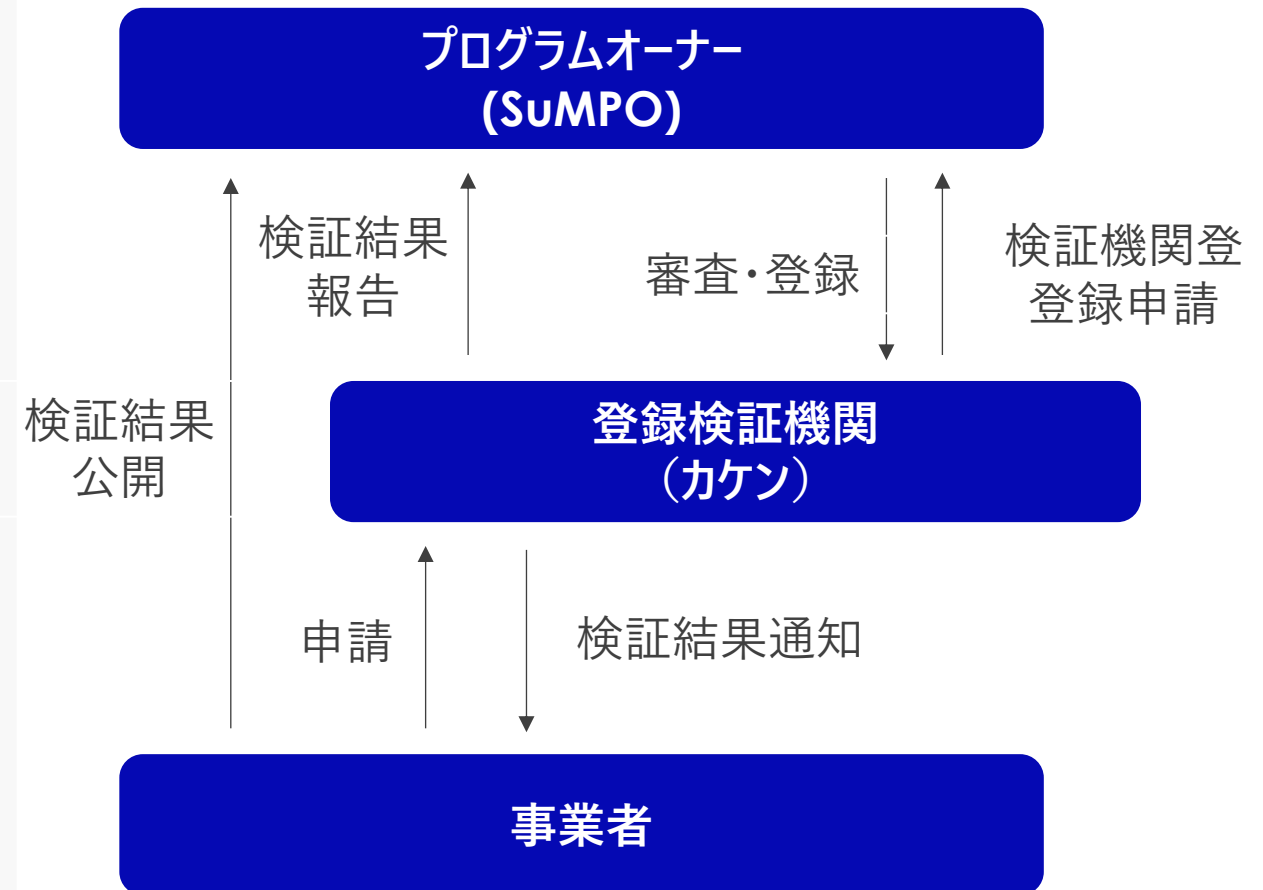 プログラムオーナー
(SuMPO)
検証結果
報告
審査・登録
検証機関登
登録申請
検証結果
公開
登録検証機関
（カケン）
申請
検証結果通知
事業者